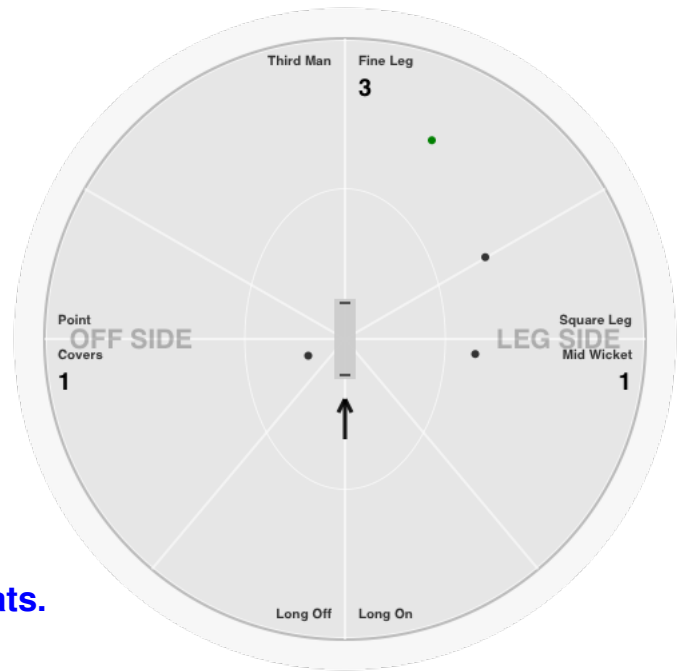 Third Man
Fine Leg
3
Point
Square Leg
OFF SIDE
LEG SIDE
Covers
Mid Wicket
1
1
ats.
Long Off
Long On